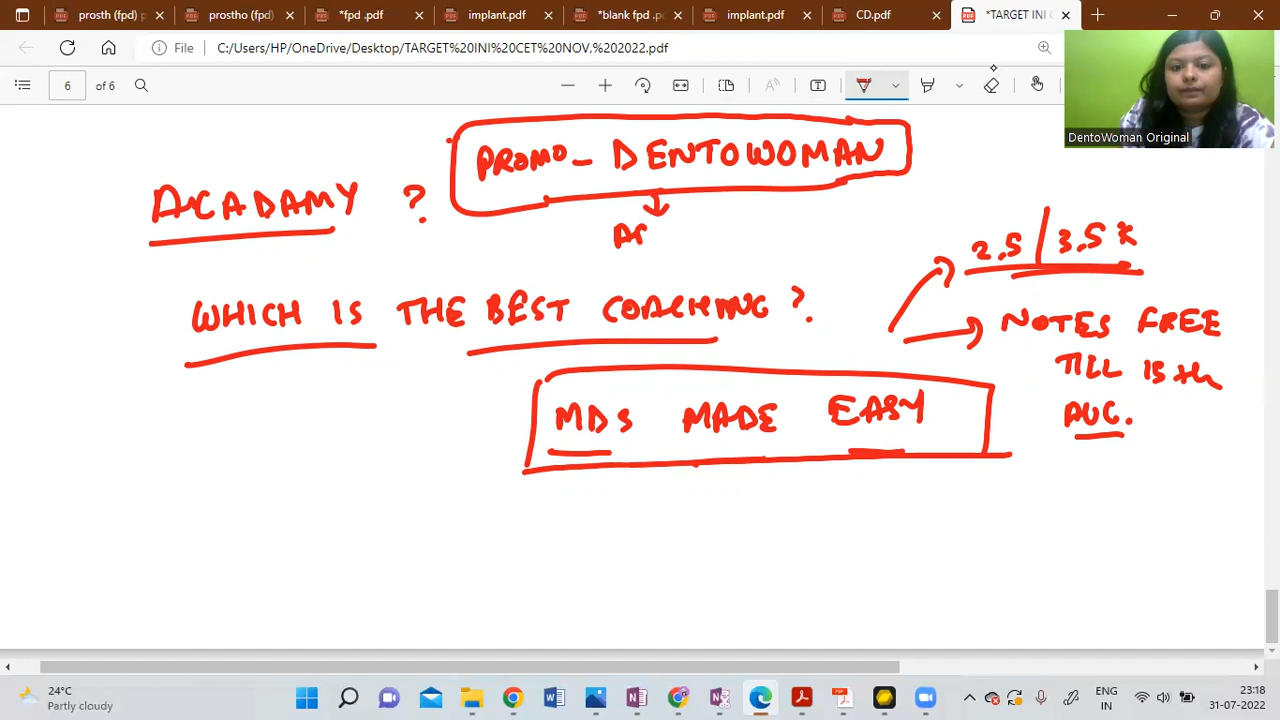 prosth (fpd)
prostho (fpd)
*fpd .pdf
implant.pdf
*blank fpd .p
implant.pdf
CD.pdf
*TARGET INI C
File
C:/Users/HP/OneDrive/Desktop/TARGET%20INI%20CET%20NOV,%202022.pdf
6 of 6
DentoWoman Original
PROMO- DENTOWOMAN
ACADAMY ?
2.5 | 3.5 K
WHICH IS THE BEST COACHING ?
NOTES FREE
TILL 15 th
AUG.
MDS MADE EASY
24°C
Partly cloudy
ENG
IN
23:18
31-07-2022